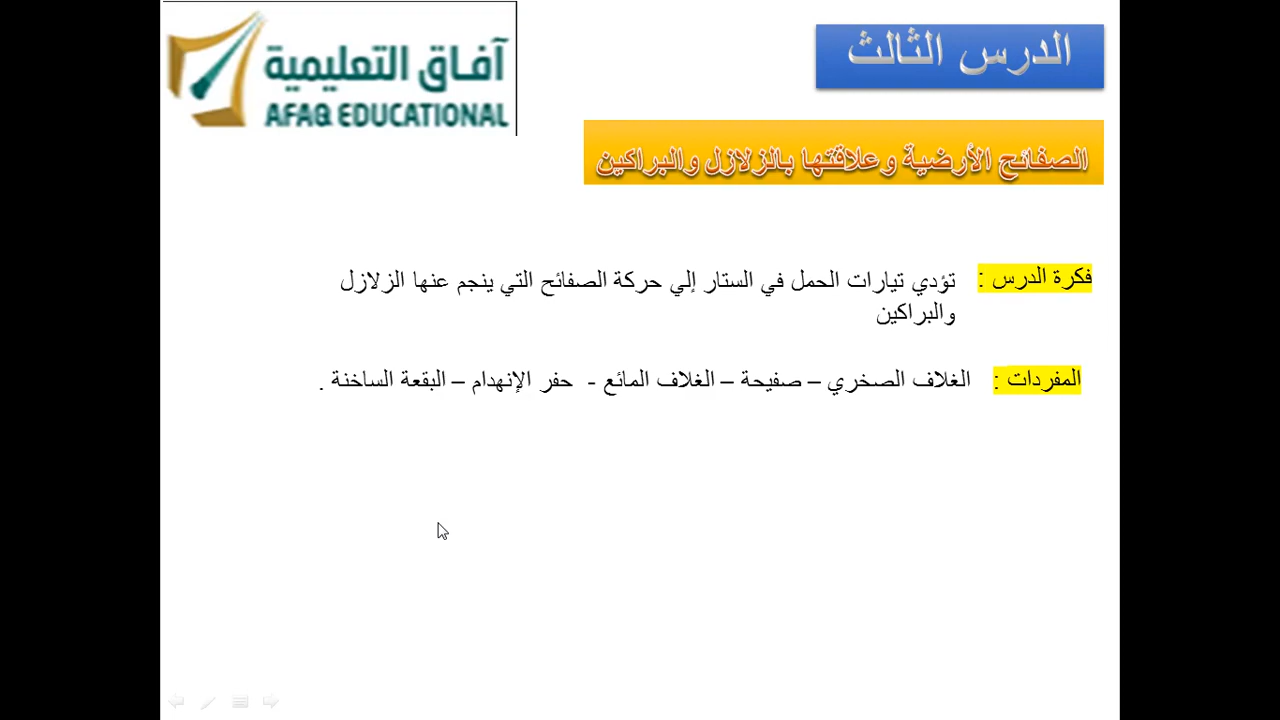 آفاق التعليمية
AFAQ EDUCATIONAL
الدرس الثالث
الصفائح الأرضية وعلاقتها بالزلازل والبراكين
فكرة الدرس : تؤدي تيارات الحمل في الستار إلي حركة الصفائح التي ينجم عنها الزلازل
والبراكين
المفردات : الغلاف الصخري – صفيحة – الغلاف المائع - حفر الإنهدام – البقعة الساخنة .